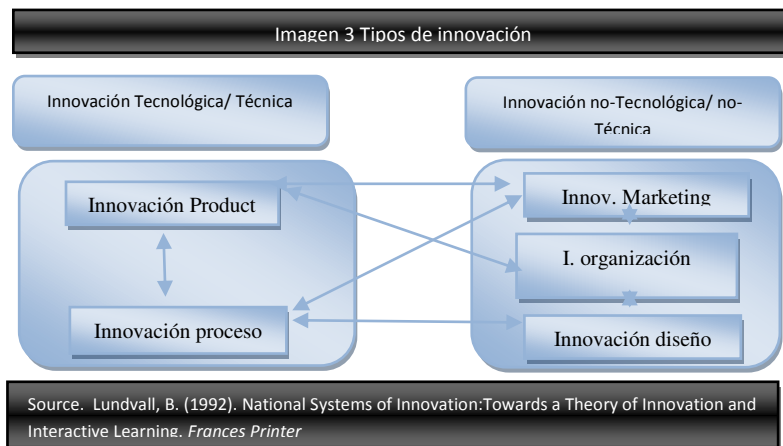 Imagen 3 Tipos de innovación
Innovación Tecnológica/ Técnica
Innovación no-Tecnológica/ no-
Técnica
Innovación Product
Innovación proceso
Innov. Marketing
I. organización
Innovación diseño
Source. Lundvall, B. (1992). National Systems of Innovation:Towards a Theory of Innovation and
Interactive Learning. Frances Printer